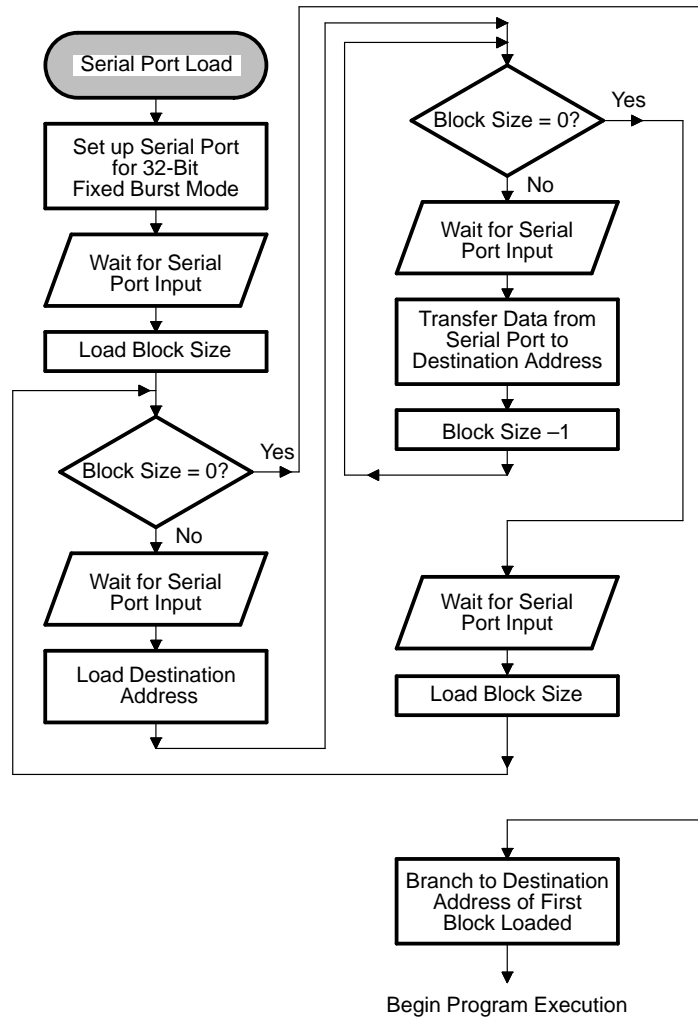 Serial Port Load
Set up Serial Port
for 32-Bit
Fixed Burst Mode
Wait for Serial
Port Input
Load Block Size
Block Size = 0?
Yes
No
Wait for Serial
Port Input
Load Destination
Address
Block Size = 0?
Yes
No
Wait for Serial
Port Input
Transfer Data from
Serial Port to
Destination Address
Block Size –1
Wait for Serial
Port Input
Load Block Size
Branch to Destination
Address of First
Block Loaded
Begin Program Execution